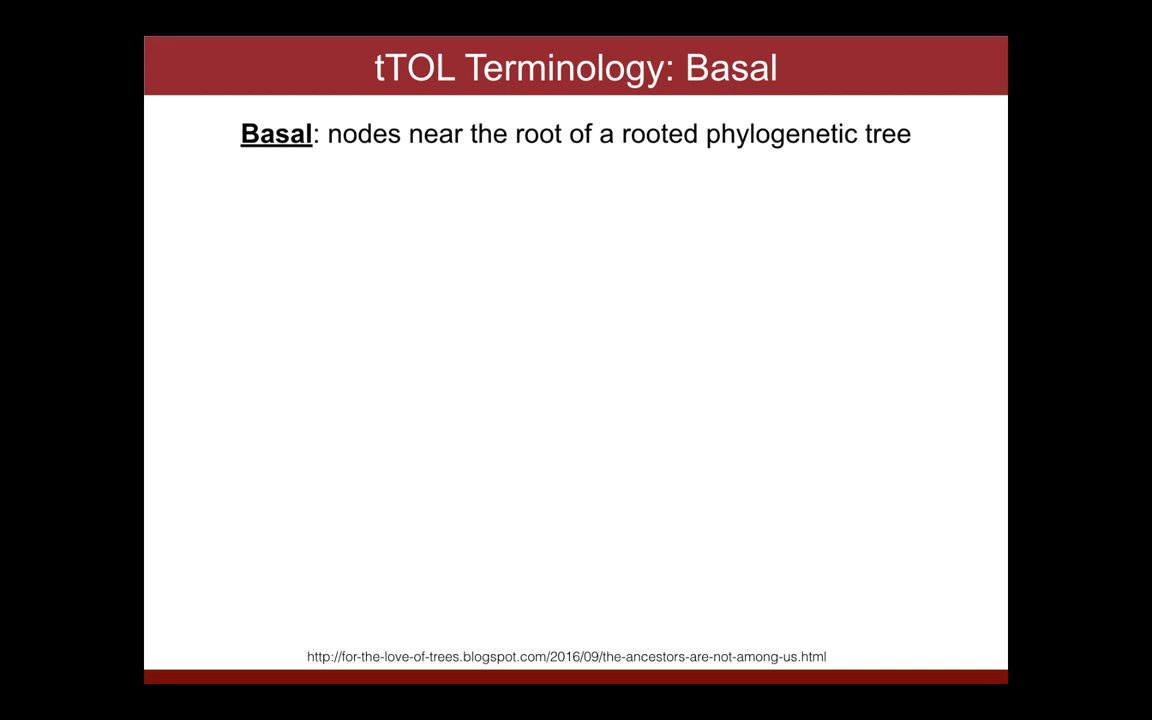 tTOL Terminology: Basal
Basal: nodes near the root of a rooted phylogenetic tree
http://for-the-love-of-trees.blogspot.com/2016/09/the-ancestors-are-not-among-us.html